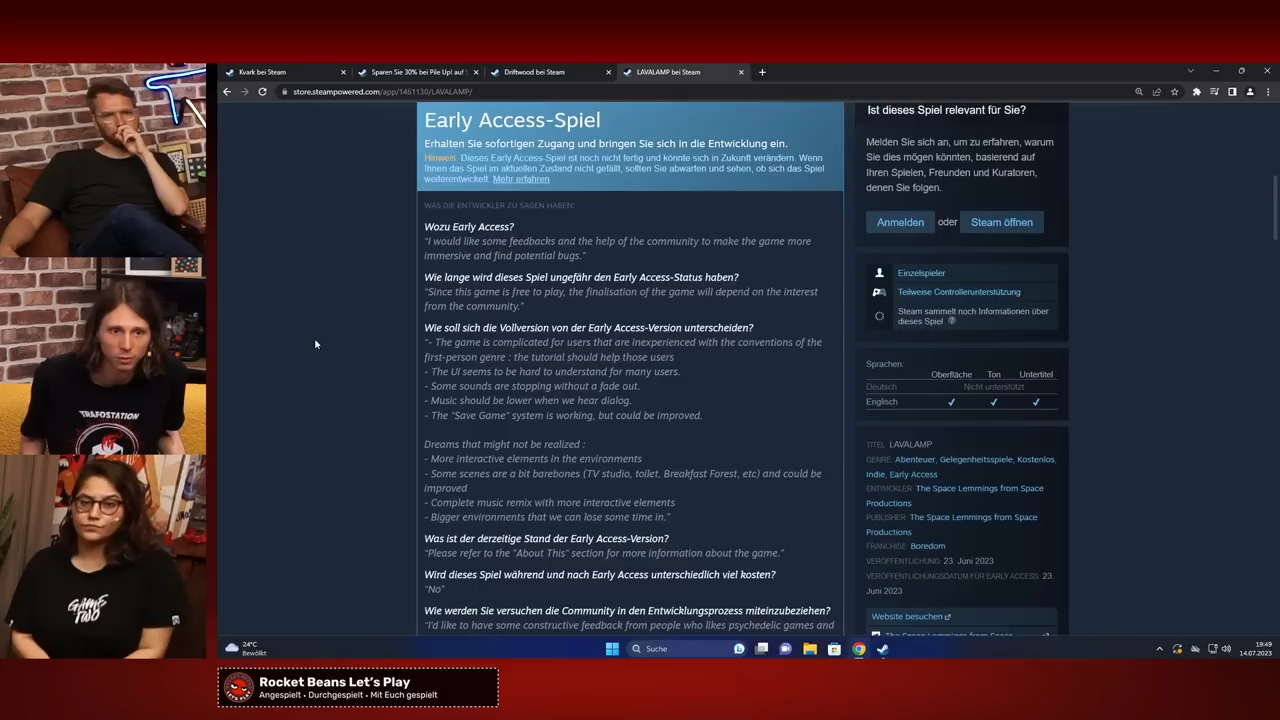 Kvark bei Steam
Sparen Sie 30% bei Pile Up! auf
Driftwood bei Steam
LAVALAMP bei Steam
store.steampowered.com/app/1461130/LAVALAMP/
Early Access-Spiel
Erhalten Sie sofortigen Zugang und bringen Sie sich in die Entwicklung ein.
Hinweis: Dieses Early Access-Spiel ist noch nicht fertig und könnte sich in Zukunft verändern. Wenn
Ihnen das Spiel im aktuellen Zustand nicht gefällt, sollten Sie abwarten und sehen, ob sich das Spiel
weiterentwickelt. Mehr erfahren
WAS DIE ENTWICKLER ZU SAGEN HABEN:
Wozu Early Access?
“I would like some feedbacks and the help of the community to make the game more
immersive and find potential bugs.”
Wie lange wird dieses Spiel ungefähr den Early Access-Status haben?
“Since this game is free to play, the finalisation of the game will depend on the interest
from the community.”
Wie soll sich die Vollversion von der Early Access-Version unterscheiden?
“- The game is complicated for users that are inexperienced with the conventions of the
first-person genre : the tutorial should help those users
- The UI seems to be hard to understand for many users.
- Some sounds are stopping without a fade out.
- Music should be lower when we hear dialog.
- The "Save Game" system is working, but could be improved.
Dreams that might not be realized :
- More interactive elements in the environments
- Some scenes are a bit barebones (TV studio, toilet, Breakfast Forest, etc) and could be
improved
- Complete music remix with more interactive elements
- Bigger environments that we can lose some time in.”
Was ist der derzeitige Stand der Early Access-Version?
“Please refer to the "About This" section for more information about the game.”
Wird dieses Spiel während und nach Early Access unterschiedlich viel kosten?
“No”
Wie werden Sie versuchen die Community in den Entwicklungsprozess miteinzubeziehen?
“I'd like to have some constructive feedback from people who likes psychedelic games and
Ist dieses Spiel relevant für Sie?
Melden Sie sich an, um zu erfahren, warum
Sie dies mögen könnten, basierend auf
Ihren Spielen, Freunden und Kuratoren,
denen Sie folgen.
Anmelden oder Steam öffnen
Einzelspieler
Teilweise Controllerunterstützung
Steam sammelt noch Informationen über
dieses Spiel ?
Sprachen:
Oberfläche Ton Untertitel
Deutsch Nicht unterstützt
Englisch ✔ ✔ ✔
TITEL: LAVALAMP
GENRE: Abenteuer, Gelegenheitsspiele, Kostenlos,
Indie, Early Access
ENTWICKLER: The Space Lemmings from Space
Productions
PUBLISHER: The Space Lemmings from Space
Productions
FRANCHISE: Boredom
VERÖFFENTLICHUNG: 23. Juni 2023
VERÖFFENTLICHUNGSDATUM FÜR EARLY ACCESS: 23.
Juni 2023
Website besuchen
The Space Lemmings from Space
TRAFOSTATION
GAME
TWO
24°C
Bewölkt
Suche
19:49
14.07.2023
Rocket Beans Let's Play
Angespielt • Durchgespielt • Mit Euch gespielt
LET'S PLAY